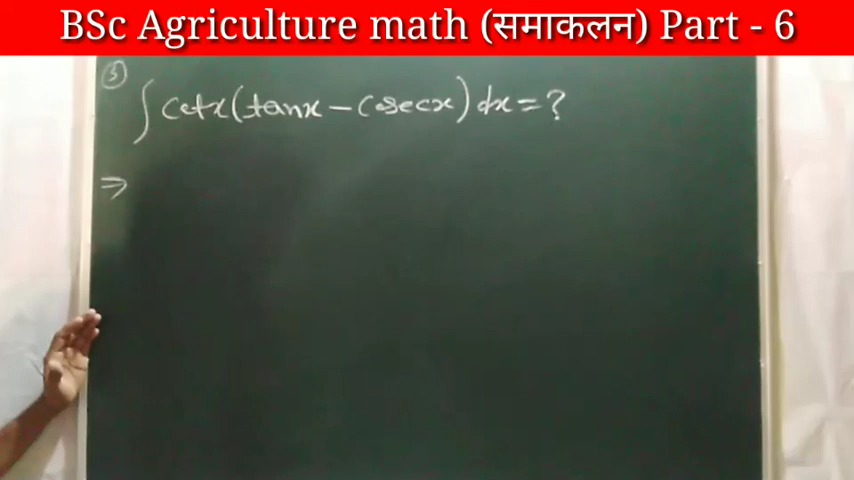 BSc Agriculture math (समाकलन) Part - 6
(3)
∫ cotx (tanx - cosecx) dx = ?
⇒